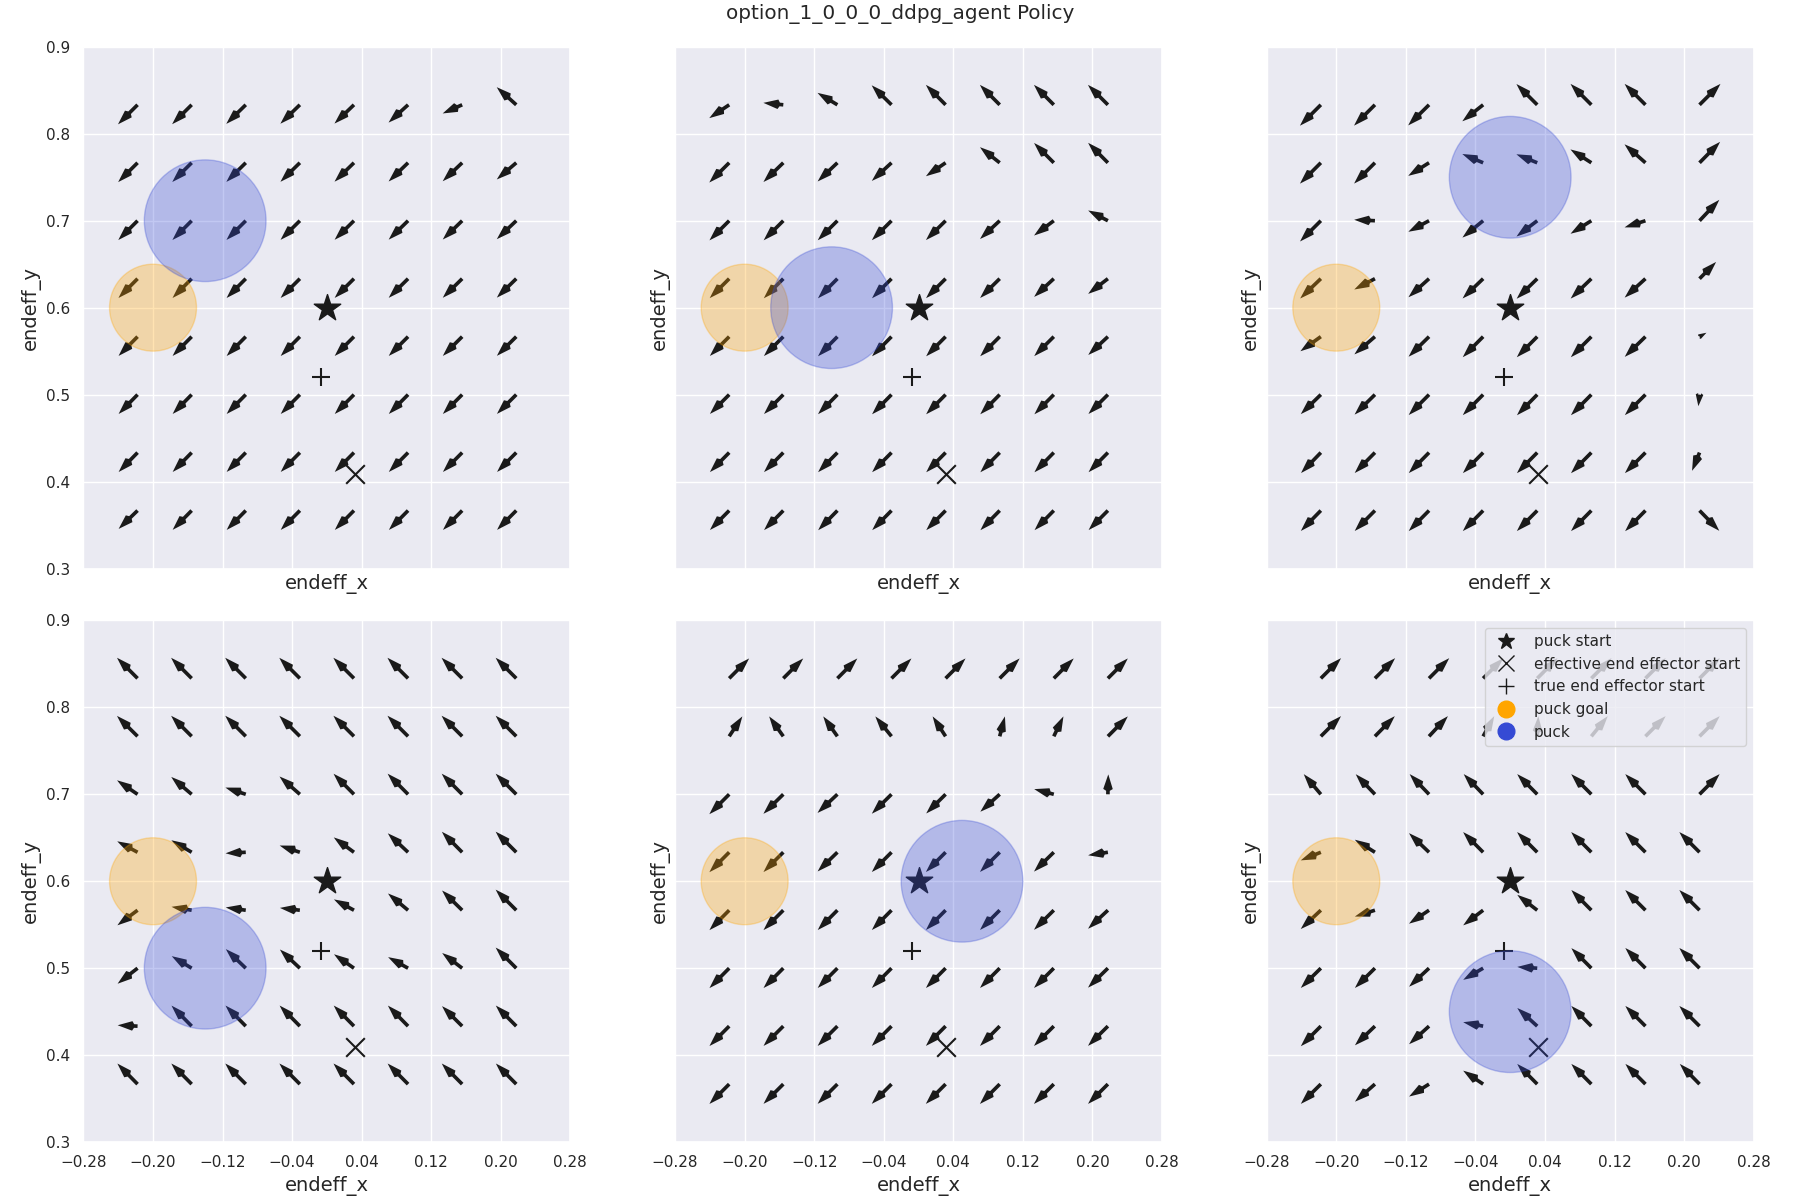 option_1_0_0_0_ddpg_agent Policy
0.9
0.8
0.7
0.6
0.5
0.4
0.3
endeff_y
endeff_x
endeff_y
endeff_x
endeff_y
endeff_x
0.9
0.8
0.7
0.6
0.5
0.4
0.3
endeff_y
−0.28 −0.20 −0.12 −0.04 0.04 0.12 0.20 0.28
endeff_x
endeff_y
−0.28 −0.20 −0.12 −0.04 0.04 0.12 0.20 0.28
endeff_x
puck start
effective end effector start
true end effector start
puck goal
puck
endeff_y
−0.28 −0.20 −0.12 −0.04 0.04 0.12 0.20 0.28
endeff_x